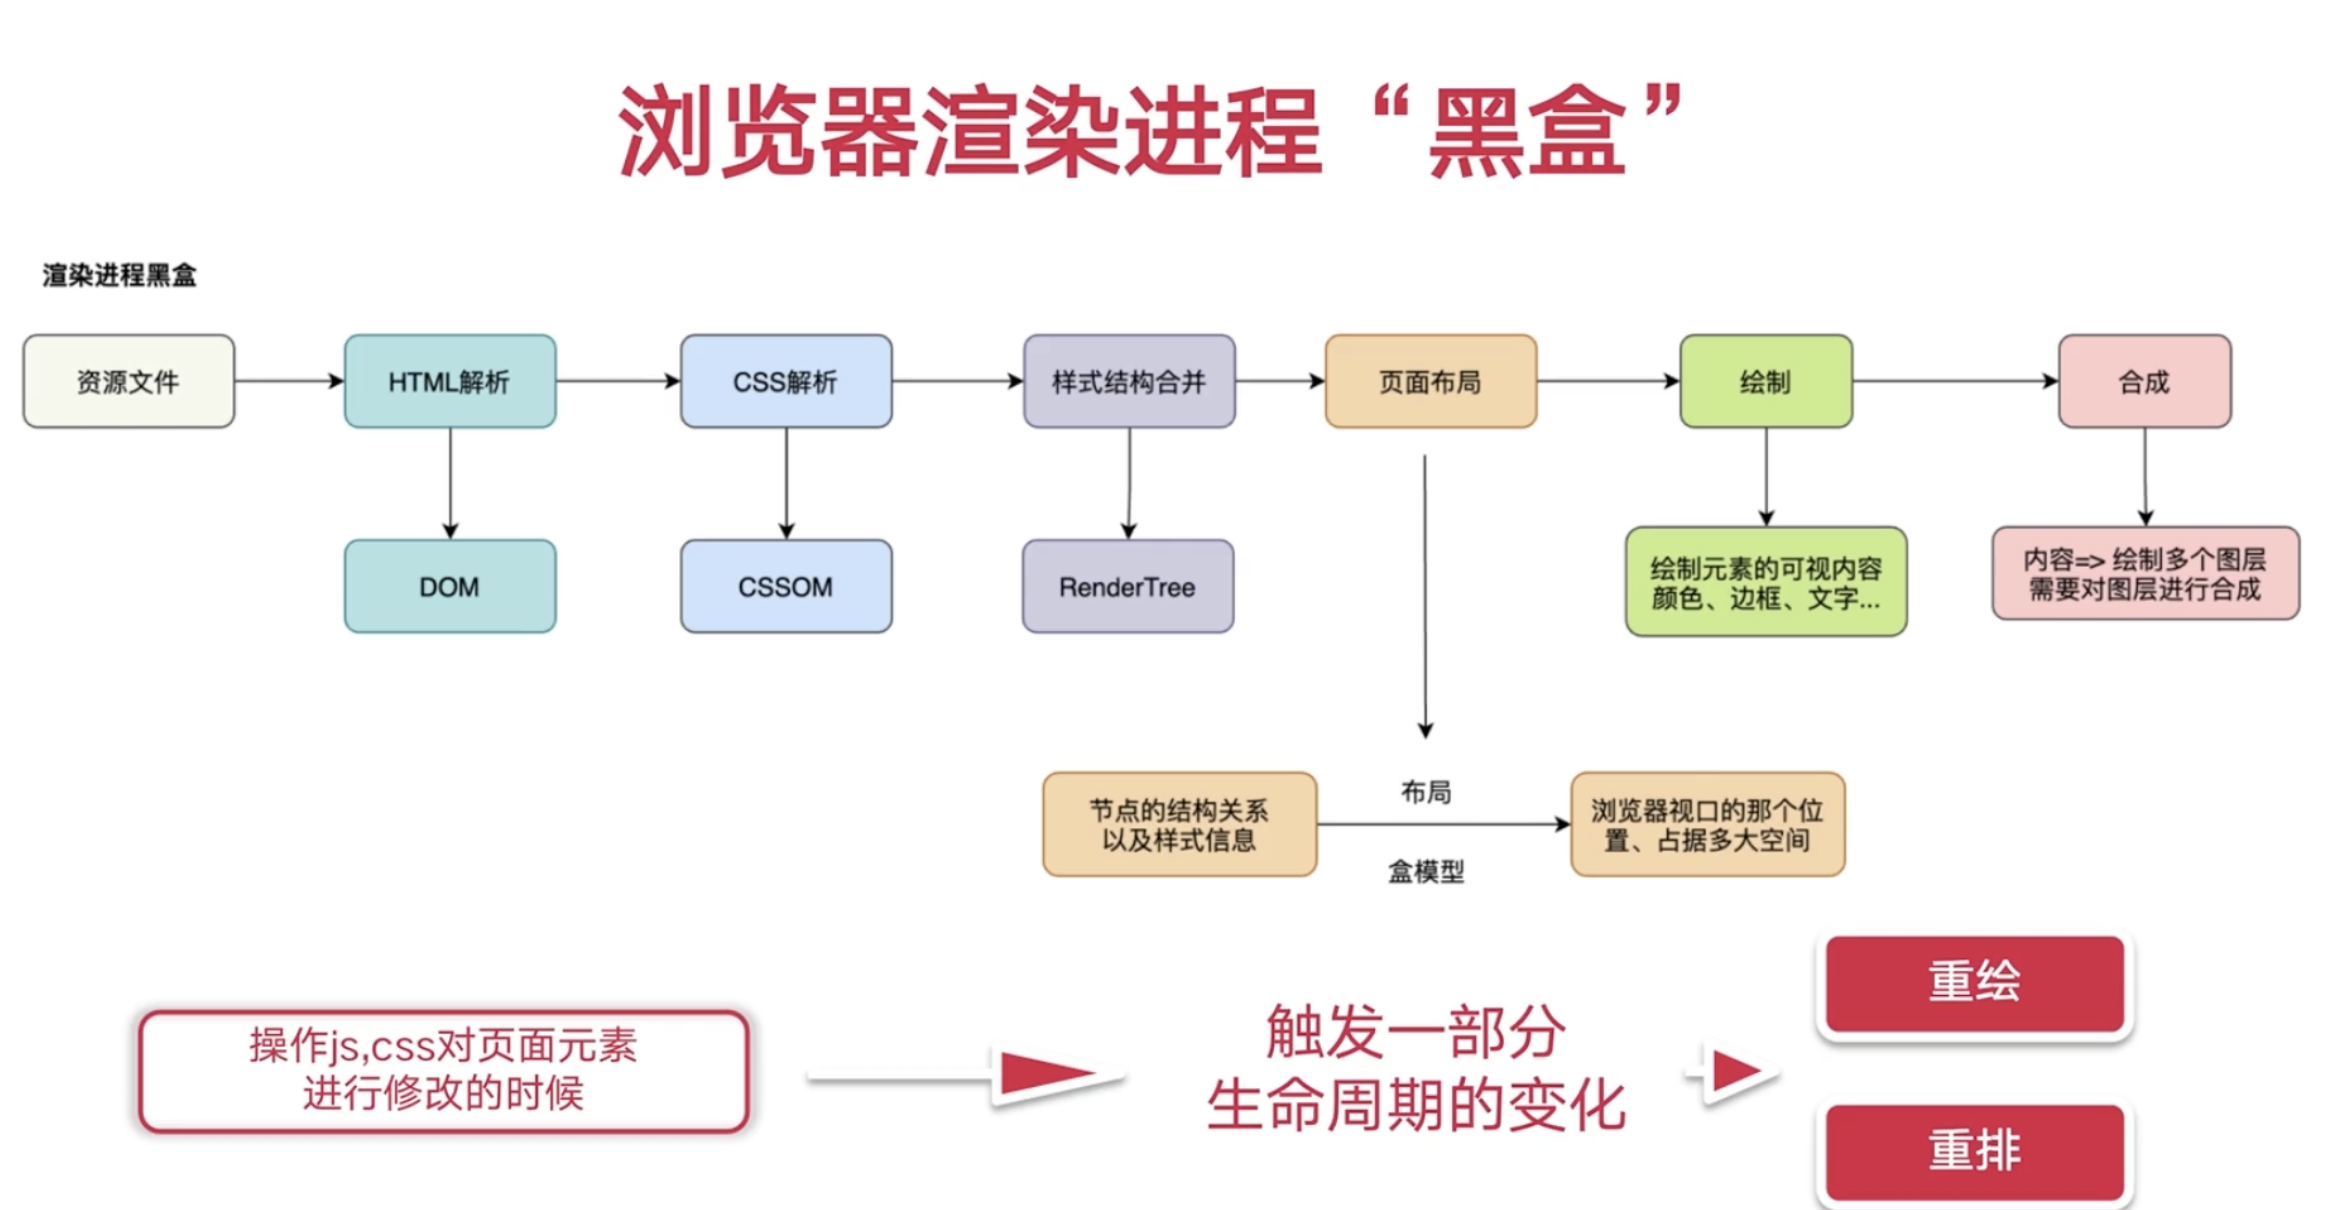 浏览器渲染进程“黑盒”
渲染进程黑盒
资源文件
HTML解析
CSS解析
样式结构合并
页面布局
绘制
合成
DOM
CSSOM
RenderTree
绘制元素的可视内容
颜色、边框、文字...
内容=> 绘制多个图层
需要对图层进行合成
节点的结构关系
以及样式信息
布局
盒模型
浏览器视口的那个位
置、占据多大空间
操作js,css对页面元素
进行修改的时候
触发一部分
生命周期的变化
重绘
重排